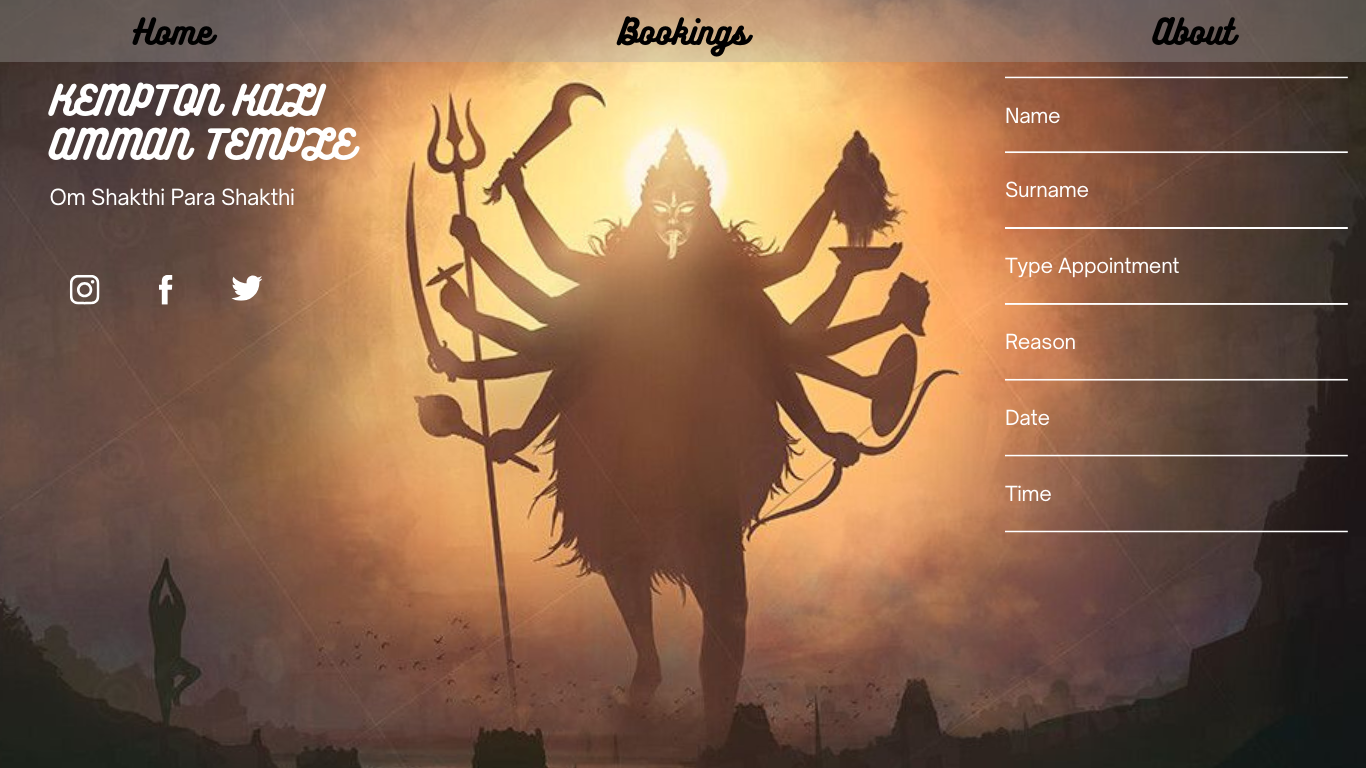 Home
Bookings
About
KEMPTON KALI
AMMAN TEMPLE
Om Shakthi Para Shakthi
Name
Surname
Type Appointment
Reason
Date
Time